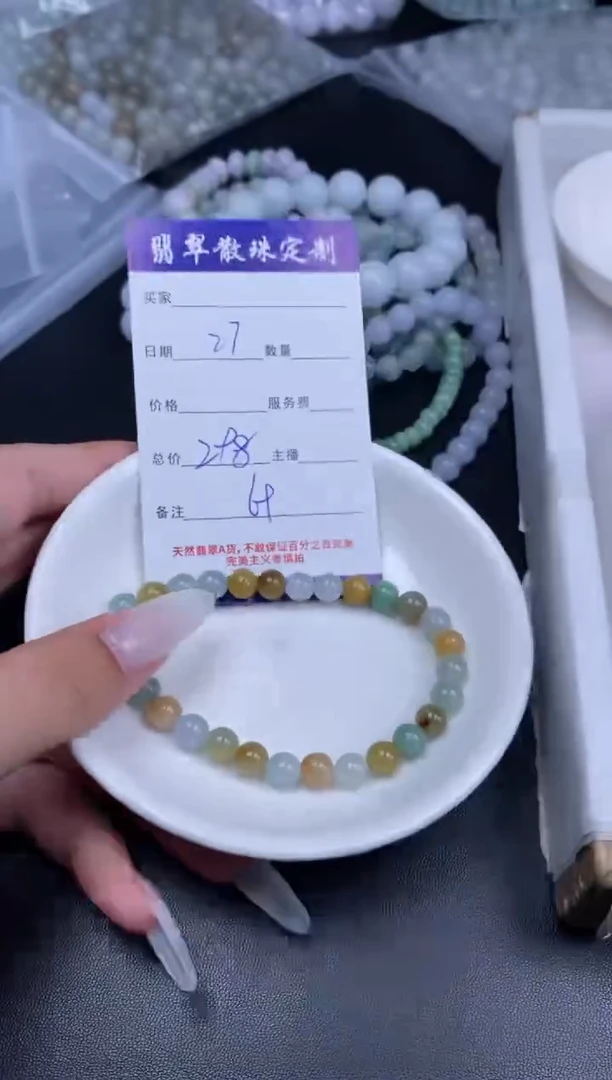 翡翠散珠定制
买家
日期 27 数量
价格 服务费
总价 主播
备注
天然翡翠A货,不敢保证百分之百完美
完美主义者慎拍